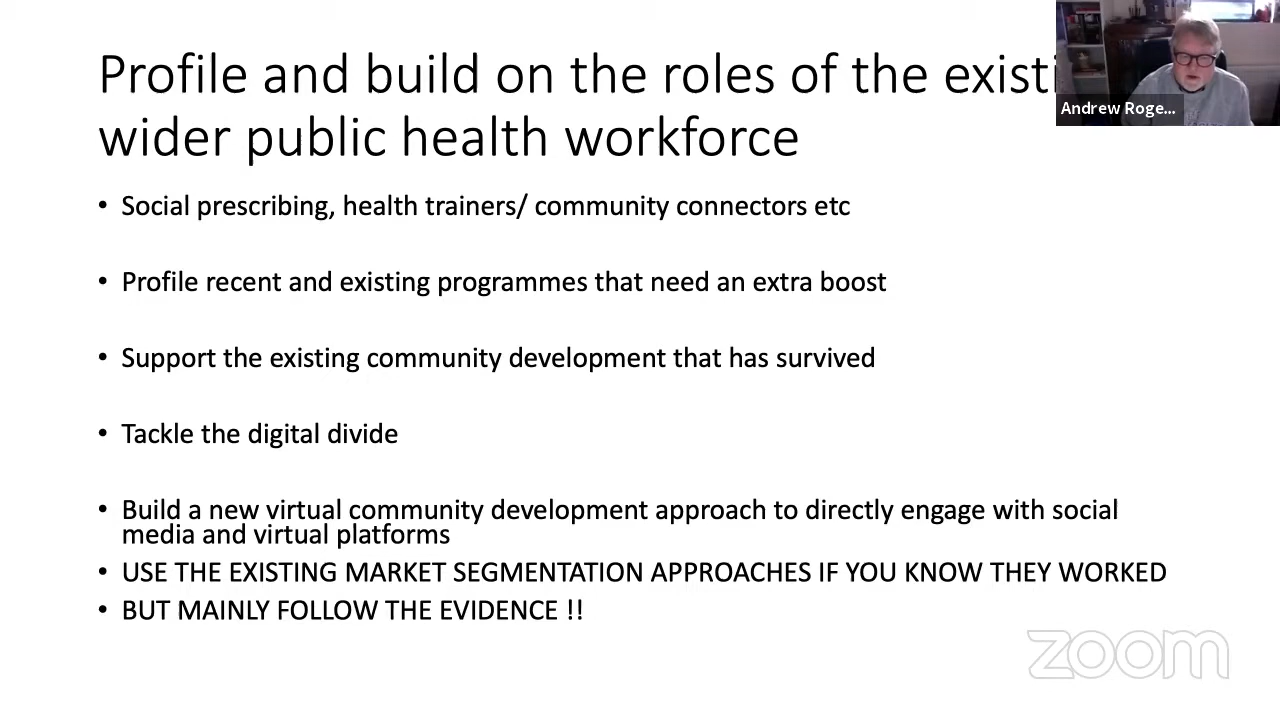 Profile and build on the roles of the existi
wider public health workforce
Andrew Roge...
• Social prescribing, health trainers/ community connectors etc
• Profile recent and existing programmes that need an extra boost
• Support the existing community development that has survived
• Tackle the digital divide
• Build a new virtual community development approach to directly engage with social
media and virtual platforms
• USE THE EXISTING MARKET SEGMENTATION APPROACHES IF YOU KNOW THEY WORKED
• BUT MAINLY FOLLOW THE EVIDENCE !!
zoom